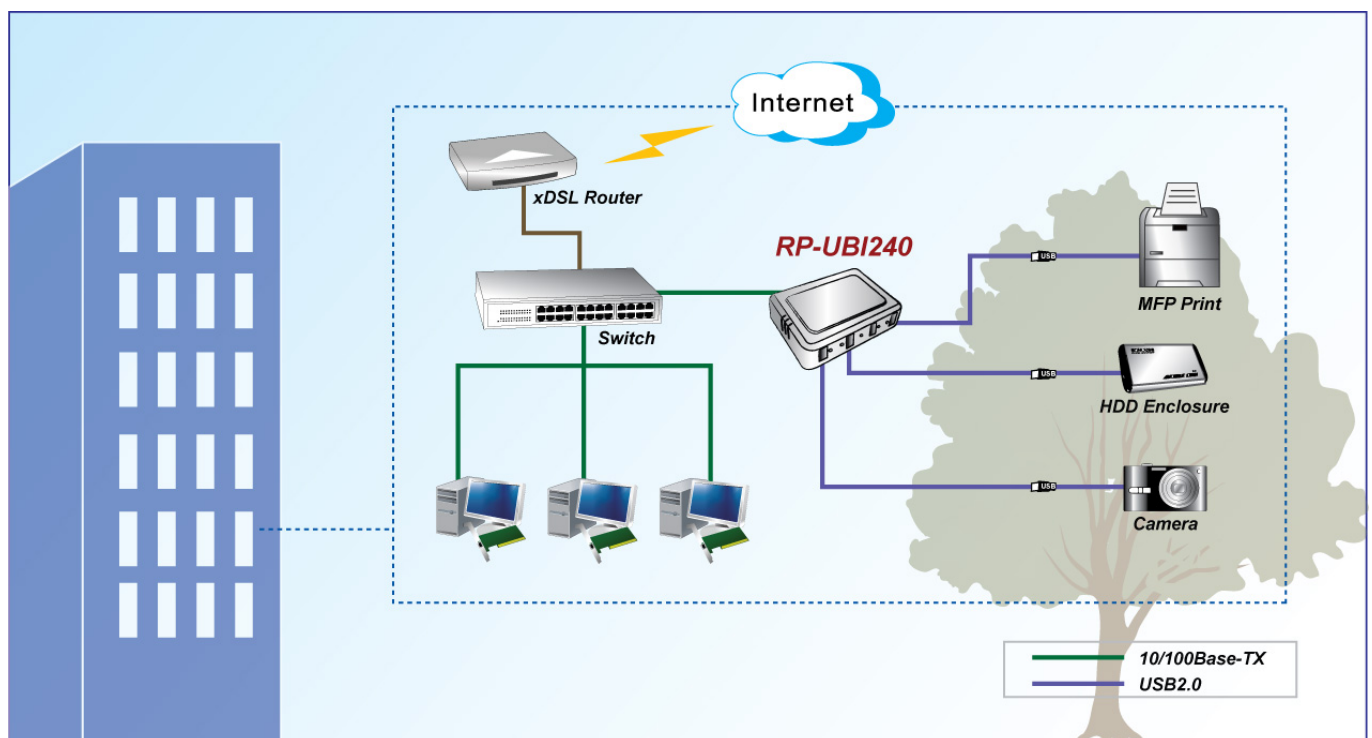 Internet
xDSL Router
RP-UBI240
USB
MFP Print
Switch
USB
HDD Enclosure
USB
Camera
10/100Base-TX
USB2.0